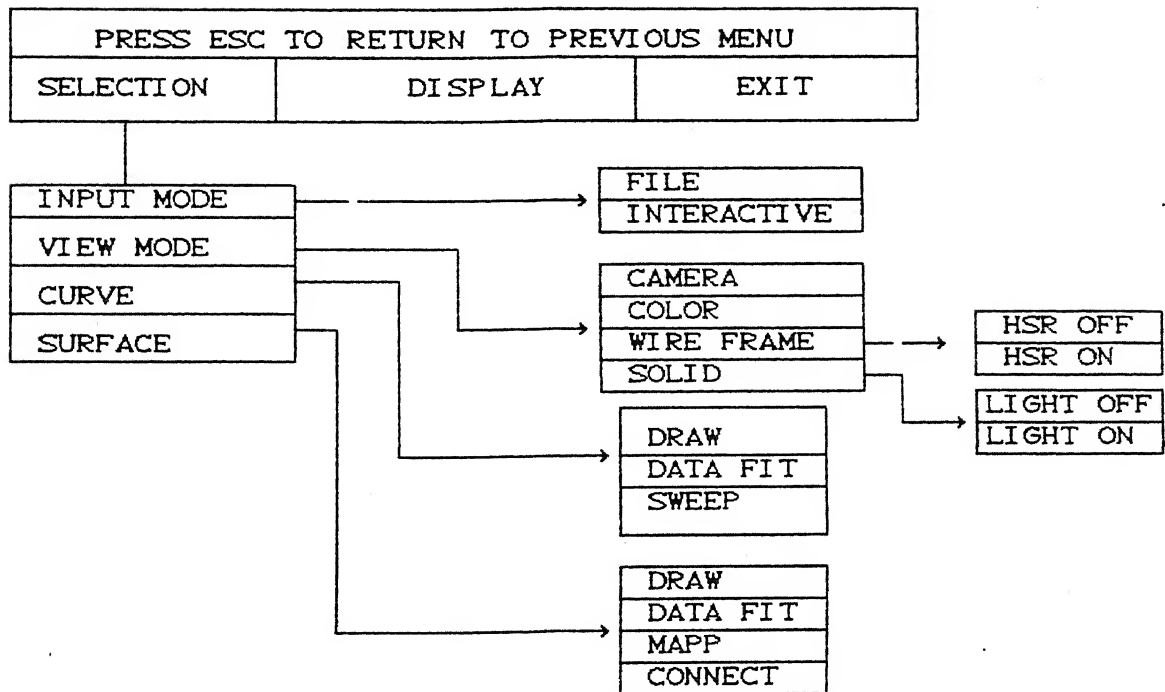 PRESS ESC TO RETURN TO PREVIOUS MENU
SELECTION DISPLAY EXIT
INPUT MODE
VIEW MODE
CURVE
SURFACE
FILE
INTERACTIVE
CAMERA
COLOR
WIRE FRAME
SOLID
HSR OFF
HSR ON
LIGHT OFF
LIGHT ON
DRAW
DATA FIT
SWEEP
DRAW
DATA FIT
MAPP
CONNECT